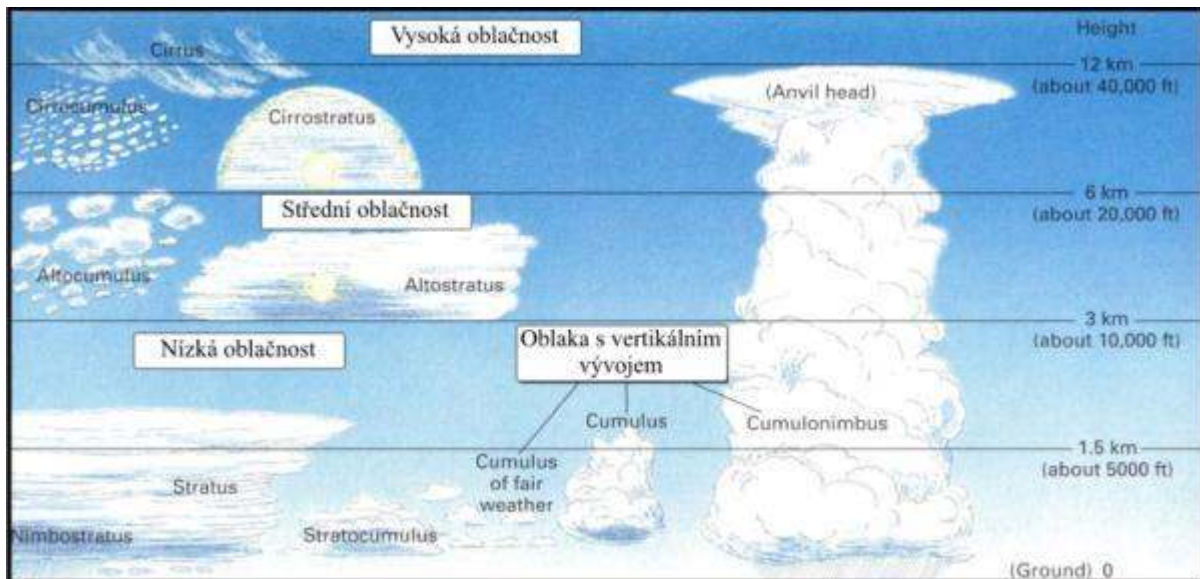 Vysoká oblačnost
Height
Cirrus
12 km
(about 40,000 ft)
(Anvil head)
Cirrocumulus
Cirrostratus
6 km
(about 20,000 ft)
Střední oblačnost
Altocumulus
Altostratus
3 km
(about 10,000 ft)
Nízká oblačnost
Oblaka s vertikálním
vývojem
Cumulus
Cumulonimbus
1.5 km
(about 5000 ft)
Cumulus
of fair
weather
Stratus
Nimbostratus
Stratocumulus
(Ground) 0